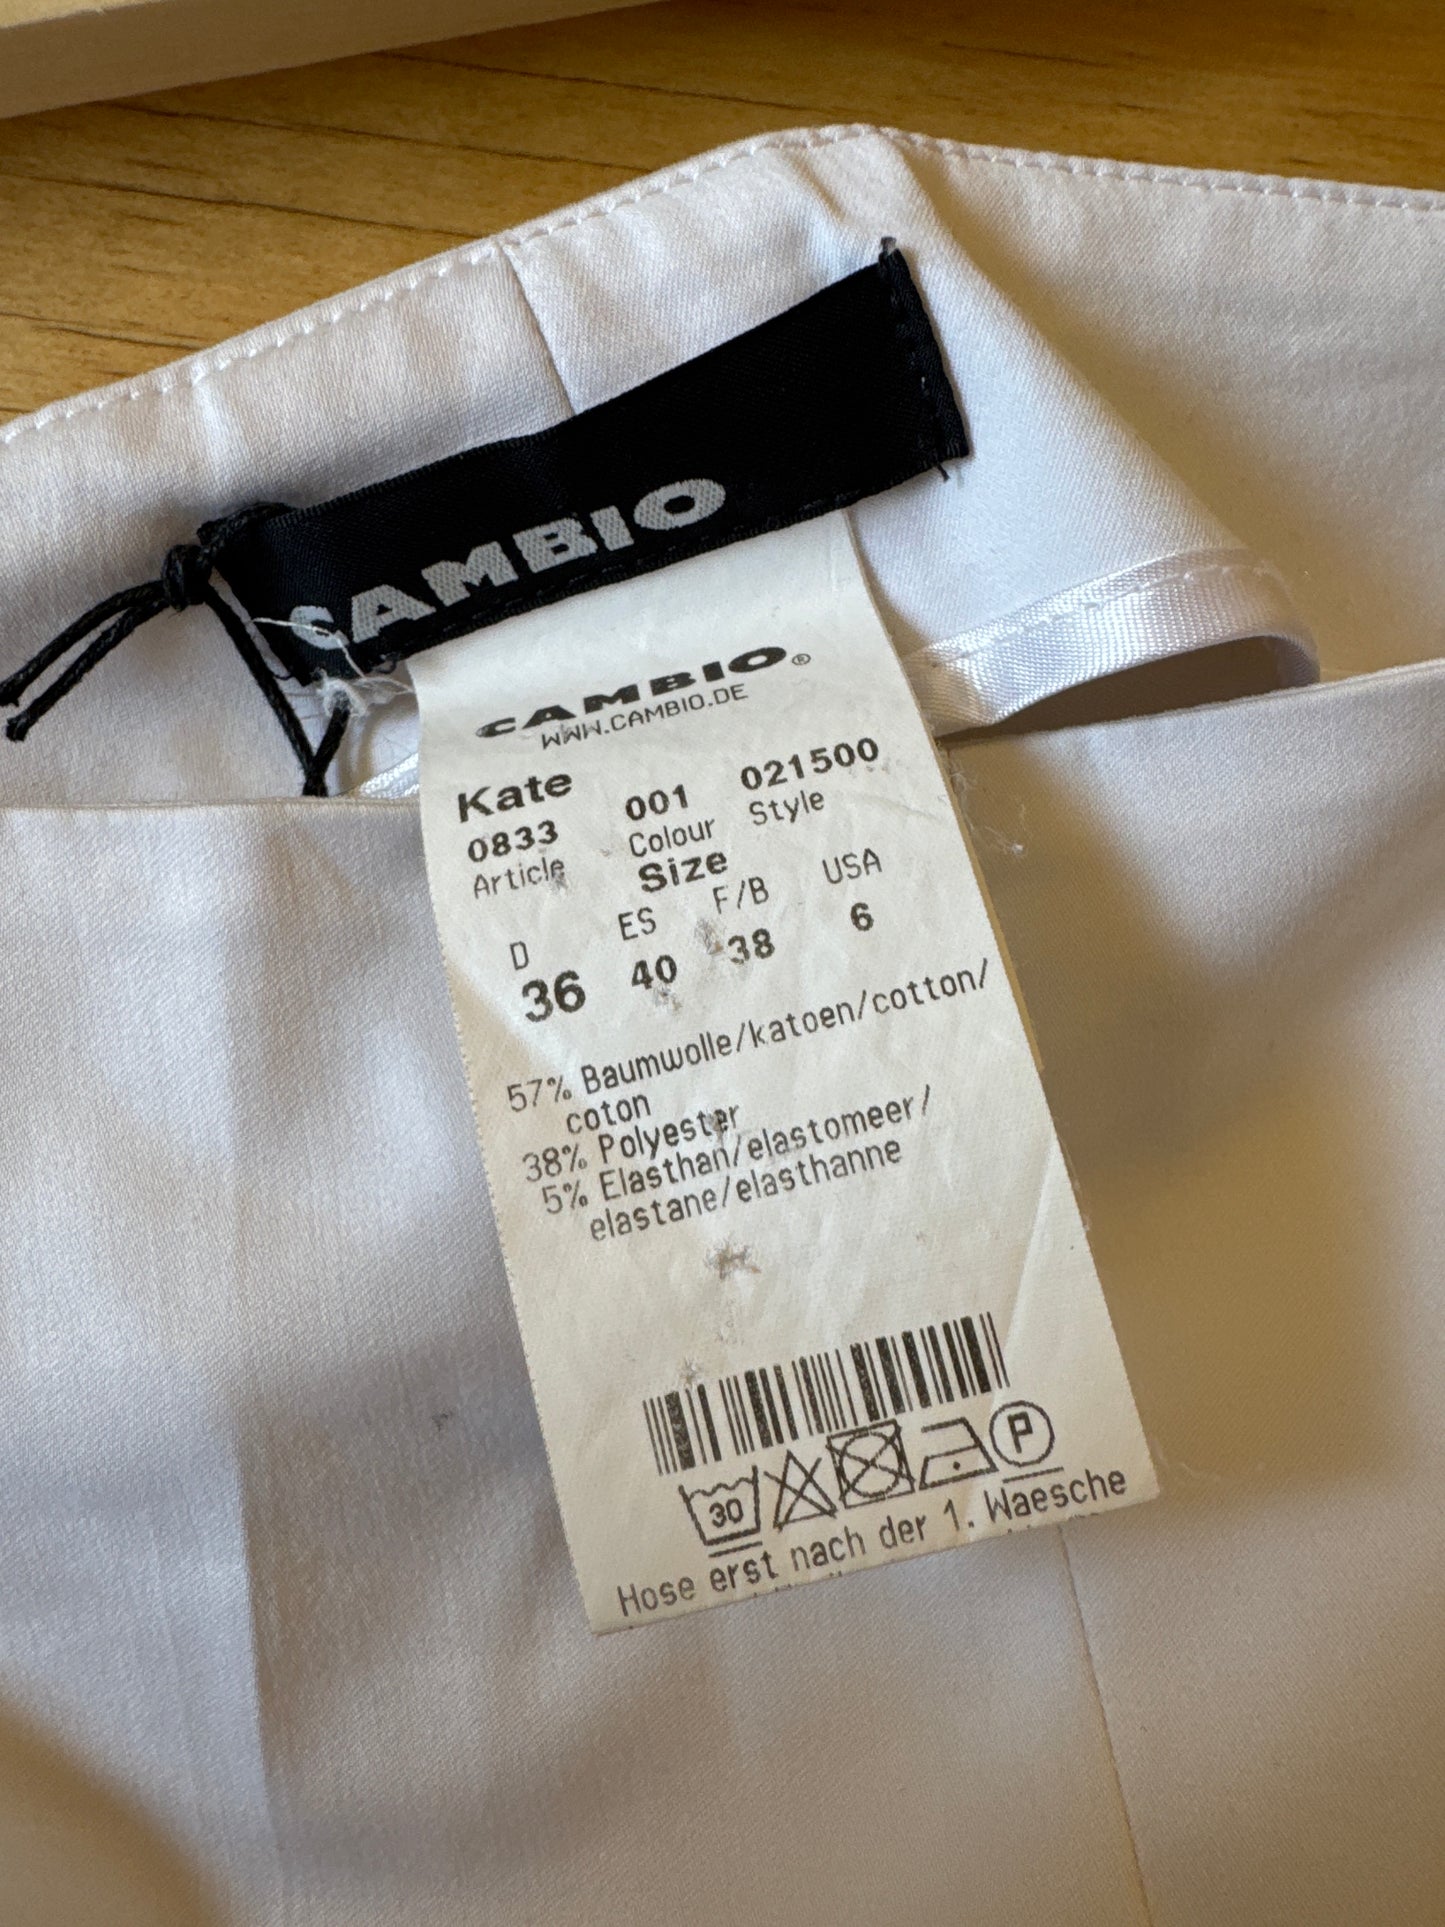 CAMBIO
CAMBIO®
WWW.CAMBIO.DE
Kate
0833 001 021500
Article Colour Style
Size
D ES F/B USA
36 40 38 6
57% Baumwolle/katoen/cotton/
coton
38% Polyester
5% Elasthan/elastomeer/
elastane/elasthanne
30 P
Hose erst nach der 1. Waesche